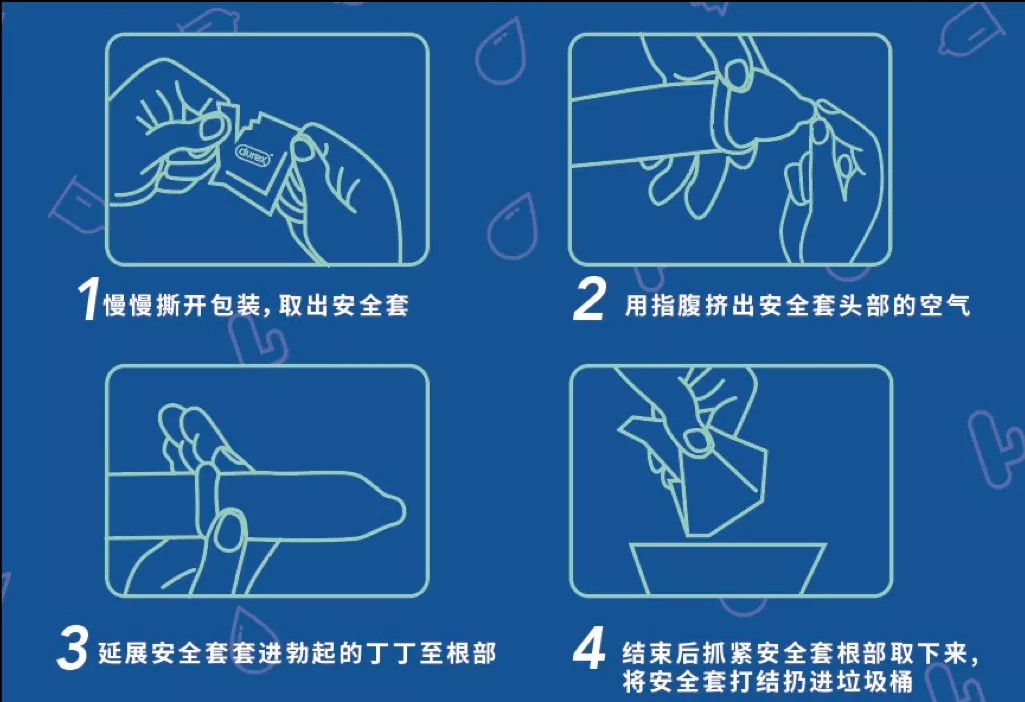 durex
1 慢慢撕开包装,取出安全套
2 用指腹挤出安全套头部的空气
3 延展安全套套进勃起的丁丁至根部
4 结束后抓紧安全套根部取下来,
将安全套打结扔进垃圾桶